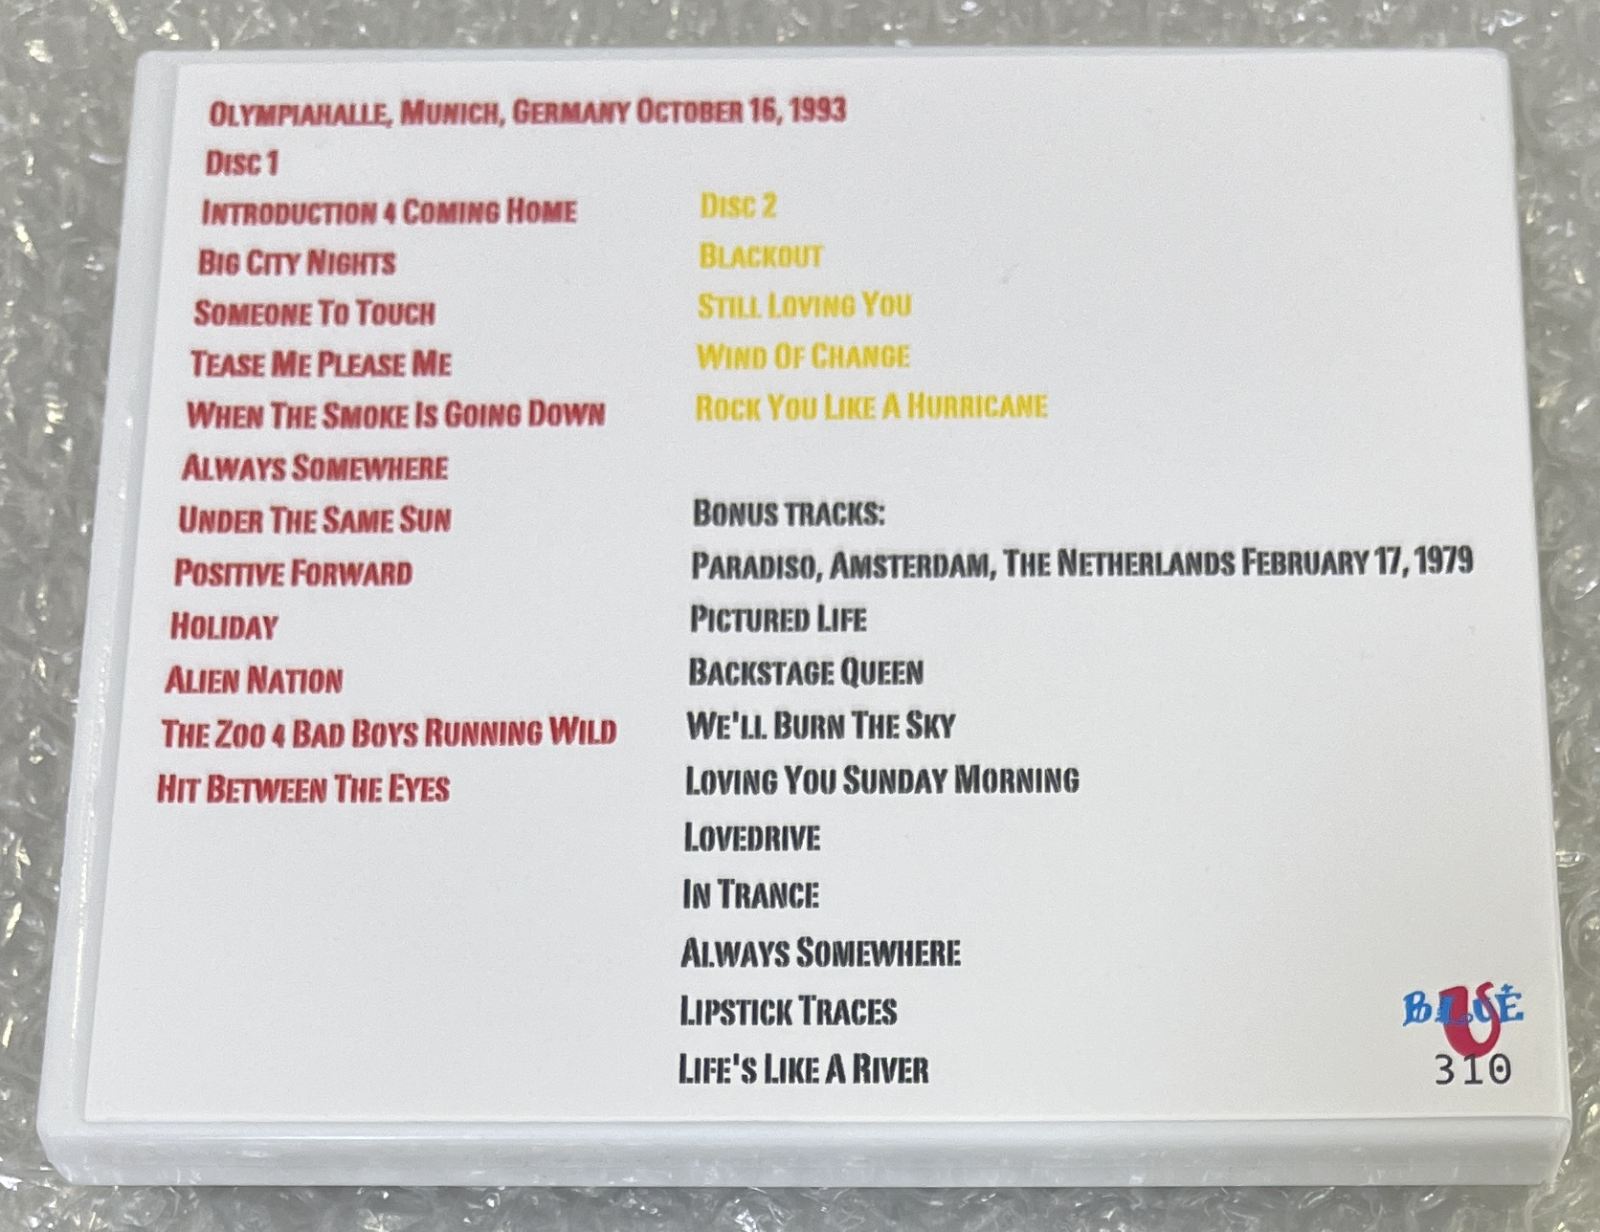 Olympiahalle, Munich, Germany October 16, 1993
Disc 1
Introduction 4 Coming Home
Big City Nights
Someone To Touch
Tease Me Please Me
When The Smoke Is Going Down
Always Somewhere
Under The Same Sun
Positive Forward
Holiday
Alien Nation
The Zoo 4 Bad Boys Running Wild
Hit Between The Eyes
Disc 2
Blackout
Still Loving You
Wind Of Change
Rock You Like A Hurricane
Bonus tracks:
Paradiso, Amsterdam, The Netherlands February 17, 1979
Pictured Life
Backstage Queen
We'll Burn The Sky
Loving You Sunday Morning
Lovedrive
In Trance
Always Somewhere
Lipstick Traces
Life's Like A River
BLUE
310